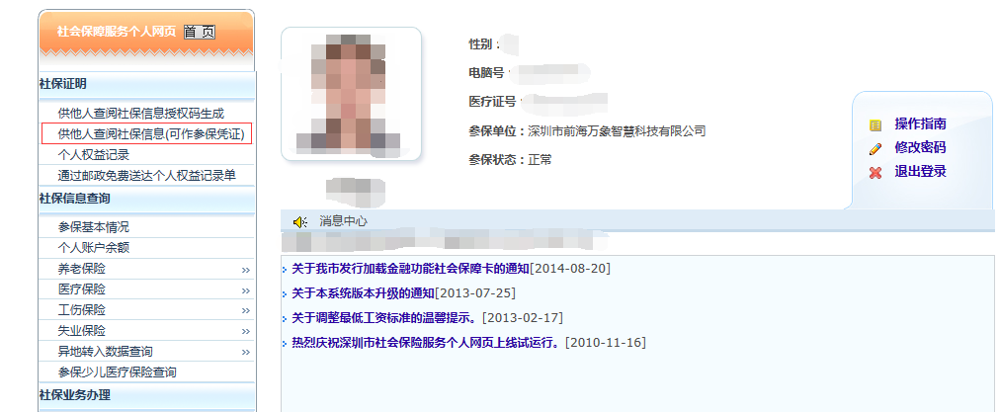 社会保障服务个人网页 首 页
社保证明
供他人查阅社保信息授权码生成
供他人查阅社保信息(可作参保凭证)
个人权益记录
通过邮政免费送达个人权益记录单
社保信息查询
参保基本情况
个人账户余额
养老保险 ››
医疗保险 ››
工伤保险 ››
失业保险 ››
异地转入数据查询 ››
参保少儿医疗保险查询
社保业务办理
性别：
电脑号
医疗证号：
参保单位：深圳市前海万象智慧科技有限公司
参保状态：正常
操作指南
修改密码
退出登录
消息中心
关于我市发行加载金融功能社会保障卡的通知[2014-08-20]
关于本系统版本升级的通知[2013-07-25]
关于调整最低工资标准的温馨提示。[2013-02-17]
热烈庆祝深圳市社会保险服务个人网页上线试运行。[2010-11-16]